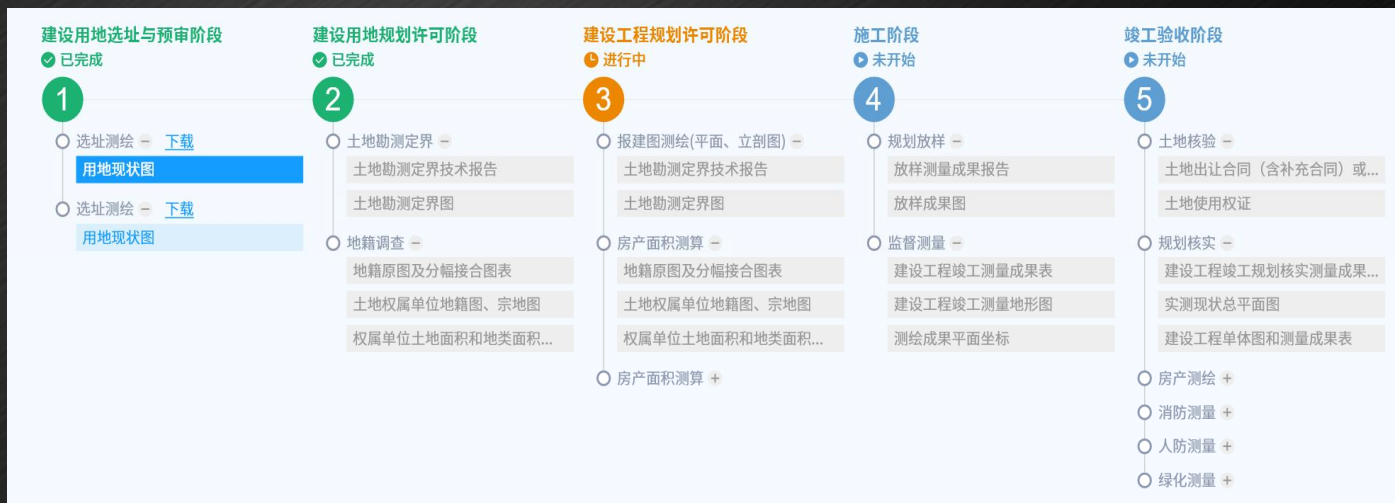 建设用地选址与预审阶段
已完成
1
选址测绘 － 下载
用地现状图
选址测绘 － 下载
用地现状图
建设用地规划许可阶段
已完成
2
土地勘测定界 －
土地勘测定界技术报告
土地勘测定界图
地籍调查 －
地籍原图及分幅接合图表
土地权属单位地籍图、宗地图
权属单位土地面积和地类面积...
建设工程规划许可阶段
进行中
3
报建图测绘(平面、立剖图) －
土地勘测定界技术报告
土地勘测定界图
房产面积测算 －
地籍原图及分幅接合图表
土地权属单位地籍图、宗地图
权属单位土地面积和地类面积...
房产面积测算 +
施工阶段
未开始
4
规划放样 －
放样测量成果报告
放样成果图
监督测量 －
建设工程竣工测量成果表
建设工程竣工测量地形图
测绘成果平面坐标
竣工验收阶段
未开始
5
土地核验 －
土地出让合同（含补充合同）或...
土地使用权证
规划核实 －
建设工程竣工规划核实测量成果...
实测现状总平面图
建设工程单体图和测量成果表
房产测绘 +
消防测量 +
人防测量 +
绿化测量 +